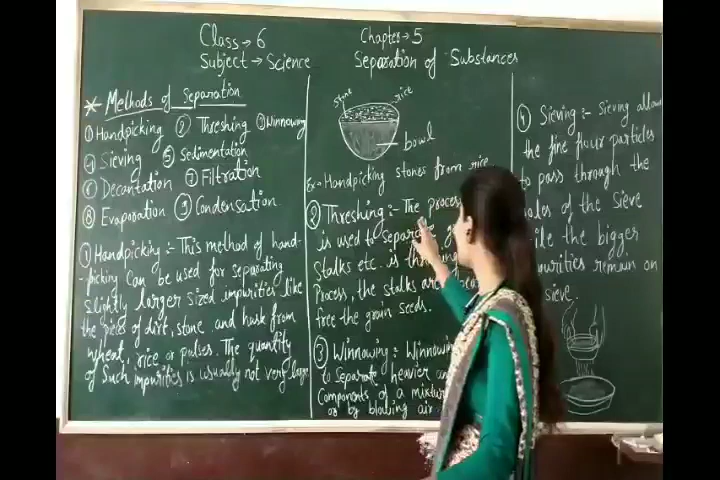 Class → 6
Chapter → 5
Subject → Science
Separation of Substances
* Methods of Separation
① Handpicking ② Threshing ③ Winnowing
④ Sieving ⑤ Sedimentation
⑥ Decantation ⑦ Filtration
⑧ Evaporation ⑨ Condensation
① Handpicking :- This method of hand-
-picking can be used for separating
slightly larger sized impurities like
the pieces of dirt, stone, and husk from
wheat, rice or pulses. The quantity
of such impurities is usually not very large
stone
rice
bowl
Ex- Handpicking stones from rice
② Threshing :- The process
is used to separate
Stalks etc. is threshing
Process, the stalks are
free the grain seeds.
③ Winnowing :- Winnowing
to separate heavier
Components of a mixture
or by blowing air
④ Sieving :- Sieving allow
the fine flour particles
to pass through the
holes of the Sieve
the bigger
impurities remain on
sieve.